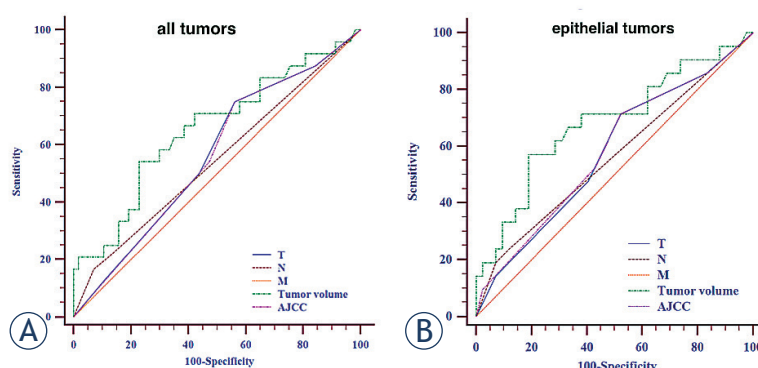 all tumors
100
80
60
40
20
0
Sensitivity
T
N
M
Tumor volume
AJCC
0
20
40
60
80
100
100-Specificity
A
epithelial tumors
100
80
60
40
20
0
Sensitivity
T
N
M
Tumor volume
AJCC
0
20
40
60
80
100
100-Specificity
B